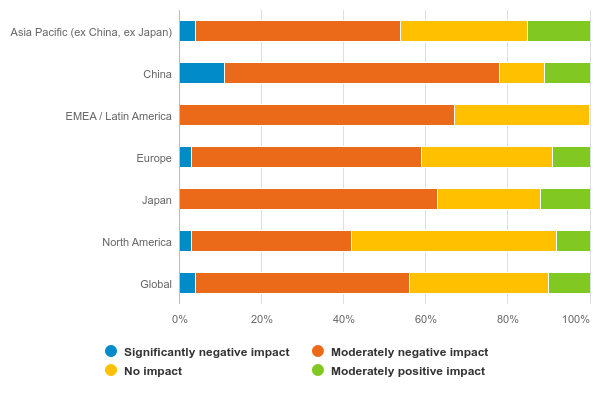 Asia Pacific (ex China, ex Japan)
China
EMEA / Latin America
Europe
Japan
North America
Global
0% 20% 40% 60% 80% 100%
Significantly negative impact Moderately negative impact
No impact Moderately positive impact